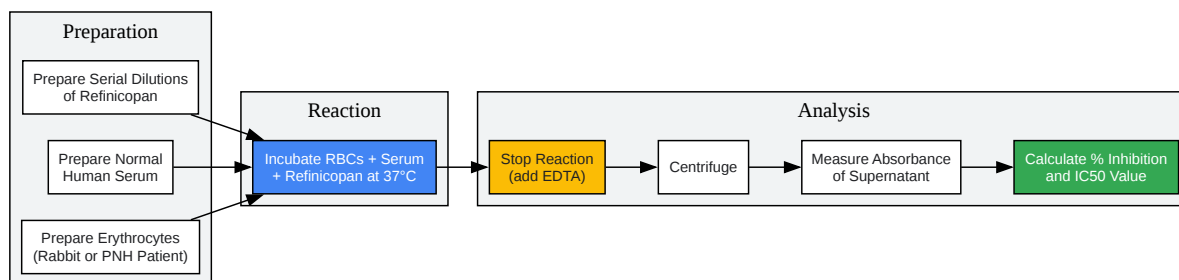 Preparation
Prepare Serial Dilutions
of Refinicopan
Prepare Normal
Human Serum
Prepare Erythrocytes
(Rabbit or PNH Patient)
Reaction
Incubate RBCs + Serum
+ Refinicopan at 37°C
Analysis
Stop Reaction
(add EDTA)
Centrifuge
Measure Absorbance
of Supernatant
Calculate % Inhibition
and IC50 Value